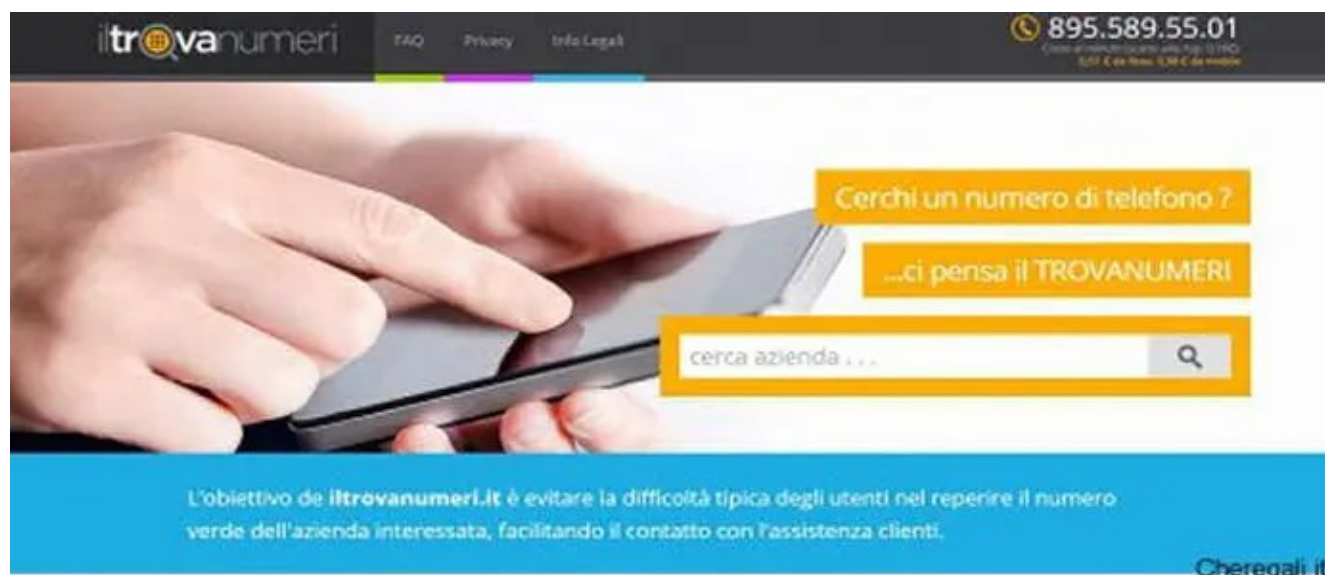 iltrovanumeri
FAQ Privacy Info Legali
895.589.55.01
Cerchi un numero di telefono ?
...ci pensa il TROVANUMERI
cerca azienda . . .
L'obiettivo de iltrovanumeri.it è evitare la difficoltà tipica degli utenti nel reperire il numero
verde dell'azienda interessata, facilitando il contatto con l'assistenza clienti.
Cheregali.it